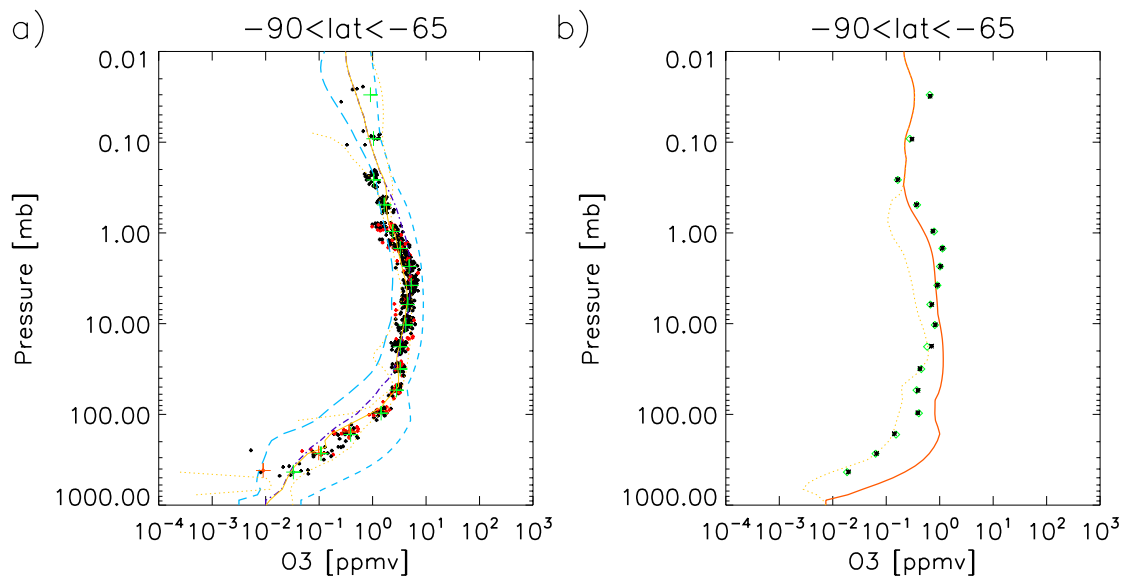 a)
−90<lat<−65
0.01
0.10
1.00
10.00
100.00
1000.00
Pressure [mb]
10⁻⁴ 10⁻³ 10⁻² 10⁻¹ 10⁰ 10¹ 10² 10³
O3 [ppmv]
b)
−90<lat<−65
0.01
0.10
1.00
10.00
100.00
1000.00
Pressure [mb]
10⁻⁴ 10⁻³ 10⁻² 10⁻¹ 10⁰ 10¹ 10² 10³
O3 [ppmv]